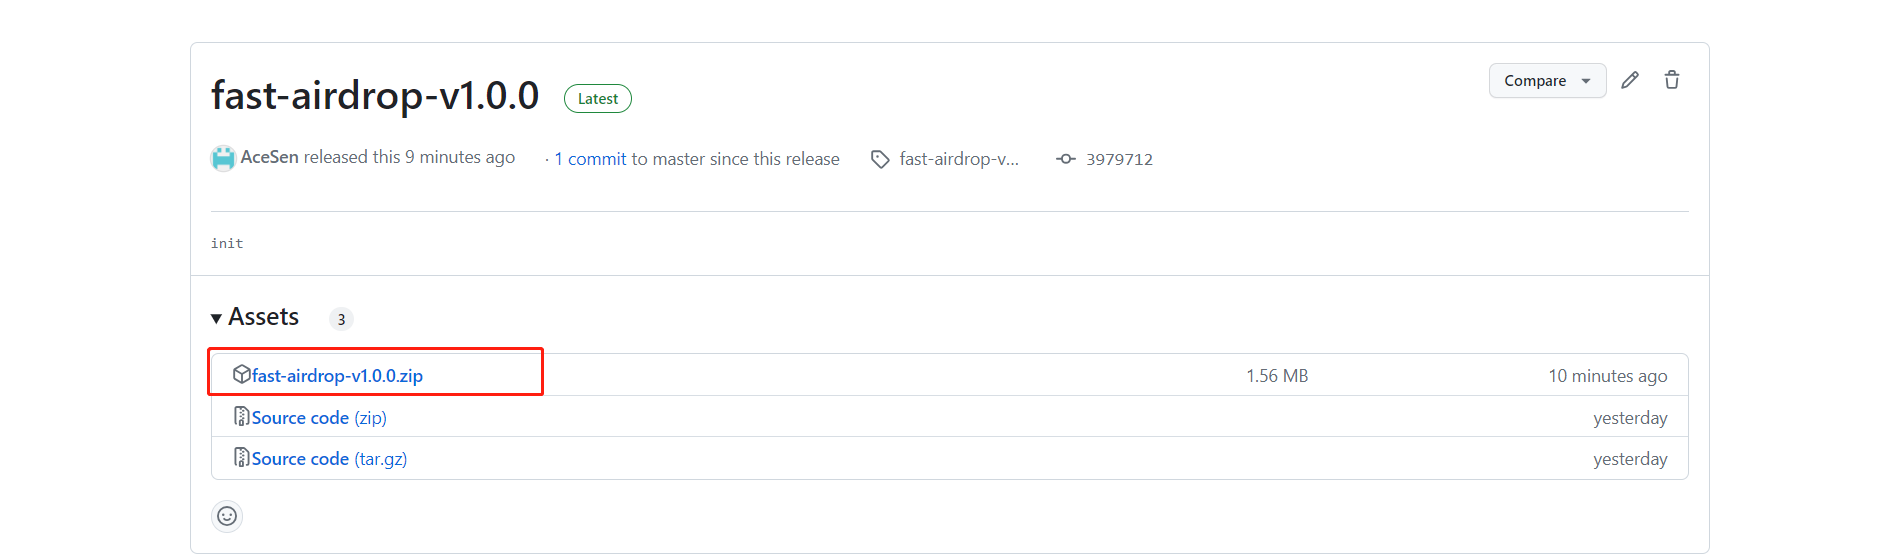 fast-airdrop-v1.0.0 Latest Compare
AceSen released this 9 minutes ago · 1 commit to master since this release fast-airdrop-v... 3979712
init
Assets 3
fast-airdrop-v1.0.0.zip 1.56 MB 10 minutes ago
Source code (zip) yesterday
Source code (tar.gz) yesterday